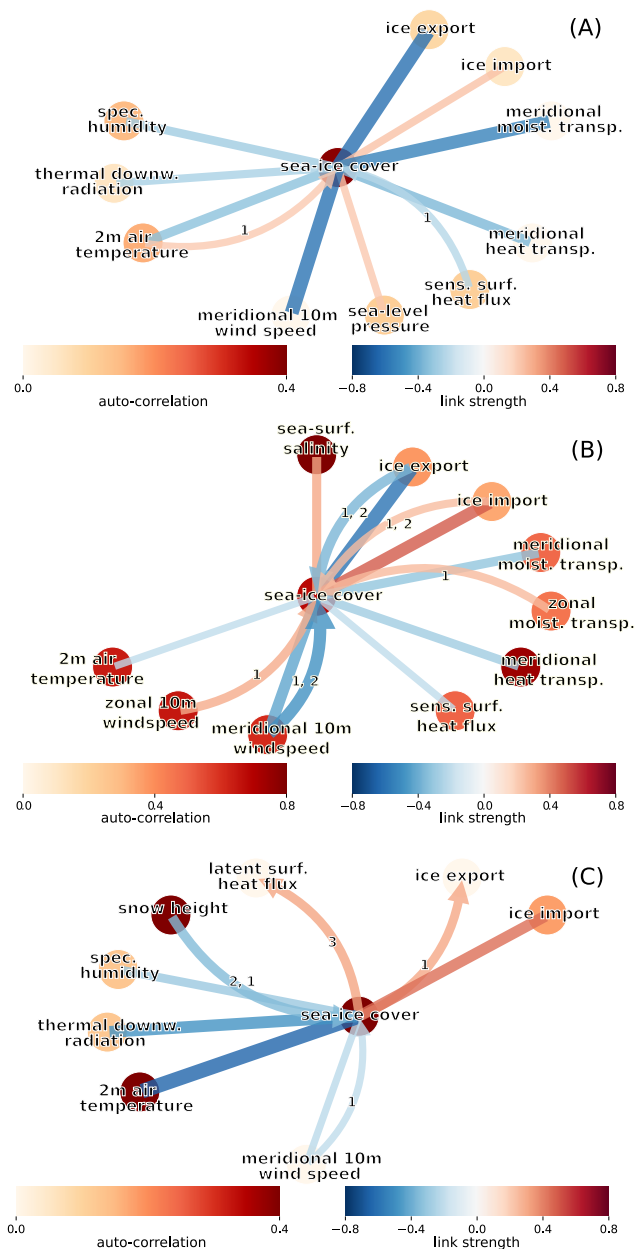 (A)
ice export
ice import
spec.
humidity
meridional
moist. transp.
sea-ice cover
thermal downw.
radiation
2m air
temperature
1
1
meridional
heat transp.
sens. surf.
heat flux
meridional 10m
wind speed
sea-level
pressure
0.0 0.4
auto-correlation
−0.8 −0.4 0.0 0.4 0.8
link strength
(B)
sea-surf.
salinity
ice export
ice import
1, 2
1, 2
meridional
moist. transp.
1
sea-ice cover
zonal
moist. transp.
2m air
temperature
1
1, 2
meridional
heat transp.
zonal 10m
windspeed
sens. surf.
heat flux
meridional 10m
windspeed
0.0 0.4 0.8
auto-correlation
−0.8 −0.4 0.0 0.4 0.8
link strength
(C)
latent surf.
heat flux
ice export
snow height
ice import
3
1
spec.
humidity
2, 1
sea-ice cover
thermal downw.
radiation
2m air
temperature
1
meridional 10m
wind speed
0.0 0.4
auto-correlation
−0.8 −0.4 0.0 0.4 0.8
link strength